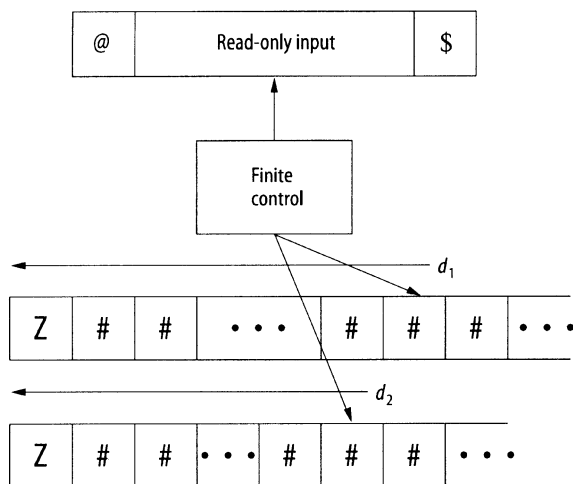 @ Read-only input $
Finite
control
d₁
Z # # • • • # # # • • •
d₂
Z # # • • • # # # • • •